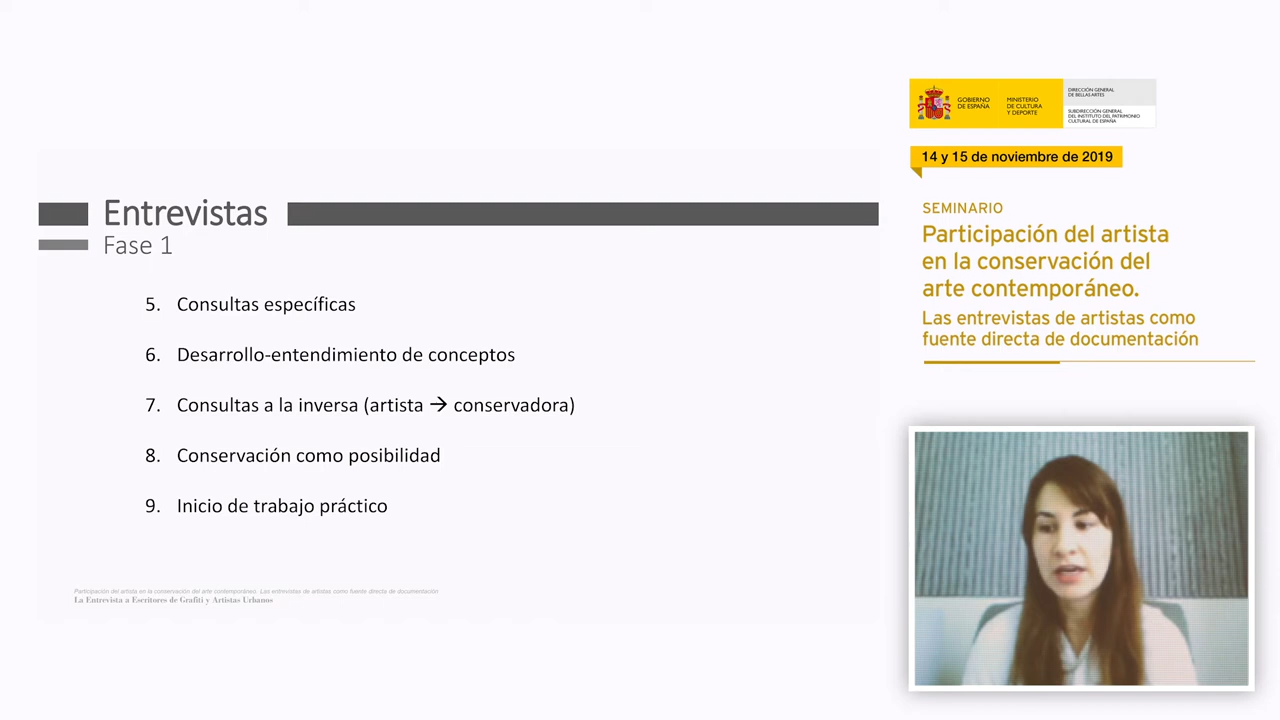 Entrevistas
Fase 1
5. Consultas específicas
6. Desarrollo-entendimiento de conceptos
7. Consultas a la inversa (artista → conservadora)
8. Conservación como posibilidad
9. Inicio de trabajo práctico
Participación del artista en la conservación del arte contemporáneo. Las entrevistas de artistas como fuente directa de documentación
La Entrevista a Escritores de Grafiti y Artistas Urbanos
GOBIERNO
DE ESPAÑA
MINISTERIO
DE CULTURA
Y DEPORTE
DIRECCIÓN GENERAL
DE BELLAS ARTES
SUBDIRECCIÓN GENERAL
DEL INSTITUTO DEL PATRIMONIO
CULTURAL DE ESPAÑA
14 y 15 de noviembre de 2019
SEMINARIO
Participación del artista
en la conservación del
arte contemporáneo.
Las entrevistas de artistas como
fuente directa de documentación